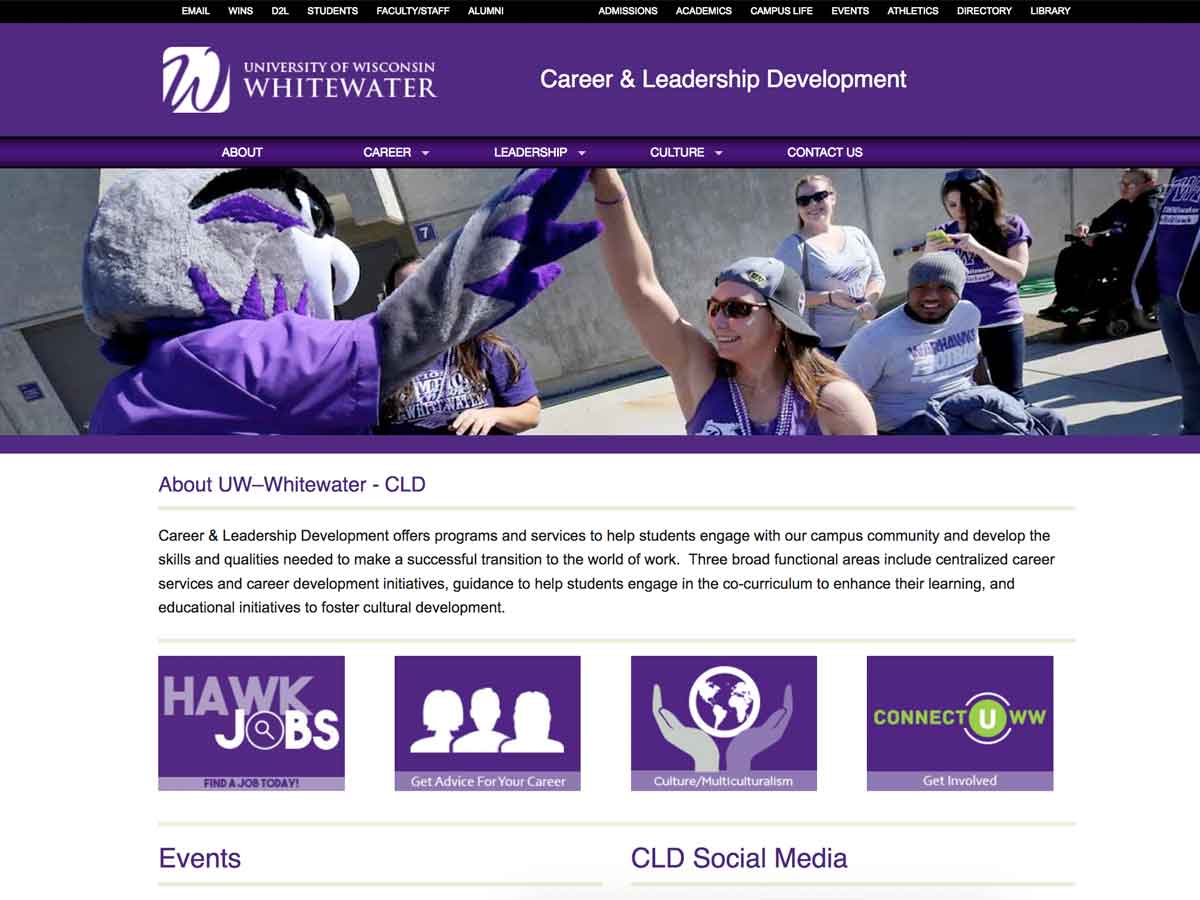 EMAIL WINS D2L STUDENTS FACULTY/STAFF ALUMNI ADMISSIONS ACADEMICS CAMPUS LIFE EVENTS ATHLETICS DIRECTORY LIBRARY
W
UNIVERSITY OF WISCONSIN
WHITEWATER
Career & Leadership Development
ABOUT CAREER LEADERSHIP CULTURE CONTACT US
7
WHITEWATER
WARHAWKS
About UW–Whitewater - CLD
Career & Leadership Development offers programs and services to help students engage with our campus community and develop the
skills and qualities needed to make a successful transition to the world of work.  Three broad functional areas include centralized career
services and career development initiatives, guidance to help students engage in the co-curriculum to enhance their learning, and
educational initiatives to foster cultural development.
HAWK
JOBS
FIND A JOB TODAY!
Get Advice For Your Career
Culture/Multiculturalism
CONNECT U WW
Get Involved
Events
CLD Social Media